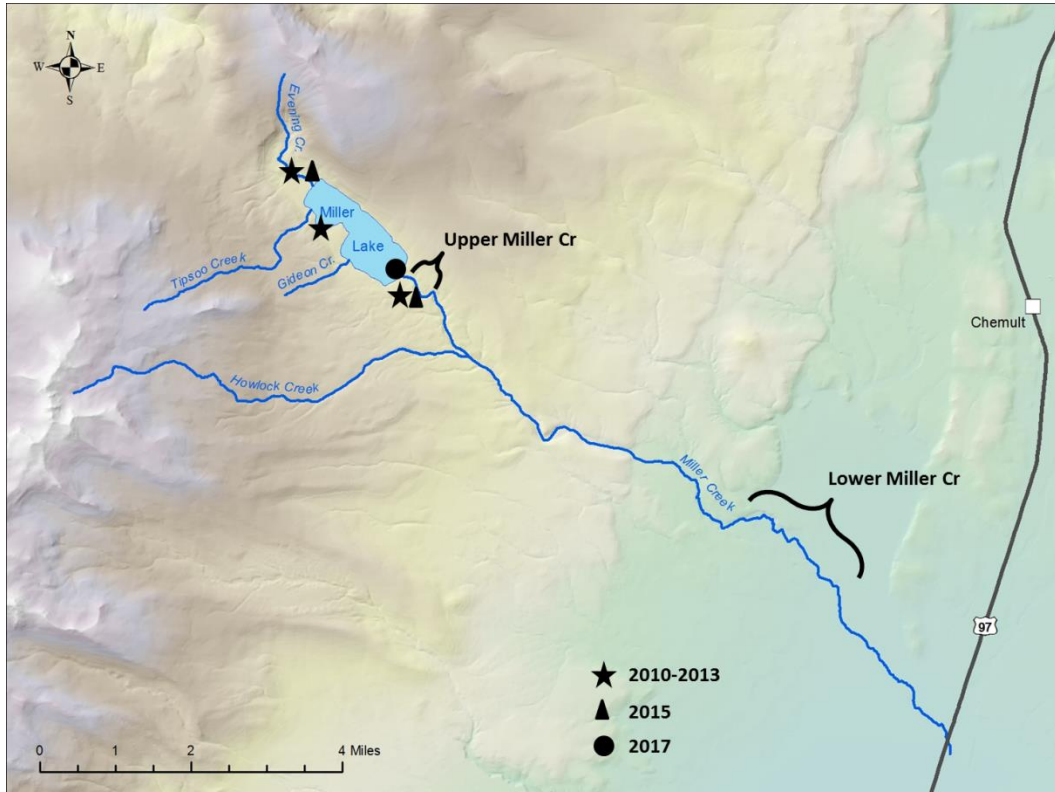 N
W E
S
Evening Cr.
Miller
Lake
Upper Miller Cr
Tipsoo Creek
Gideon Cr.
Chemult
Howlock Creek
Miller Creek
Lower Miller Cr
97
2010-2013
2015
2017
0 1 2 4 Miles